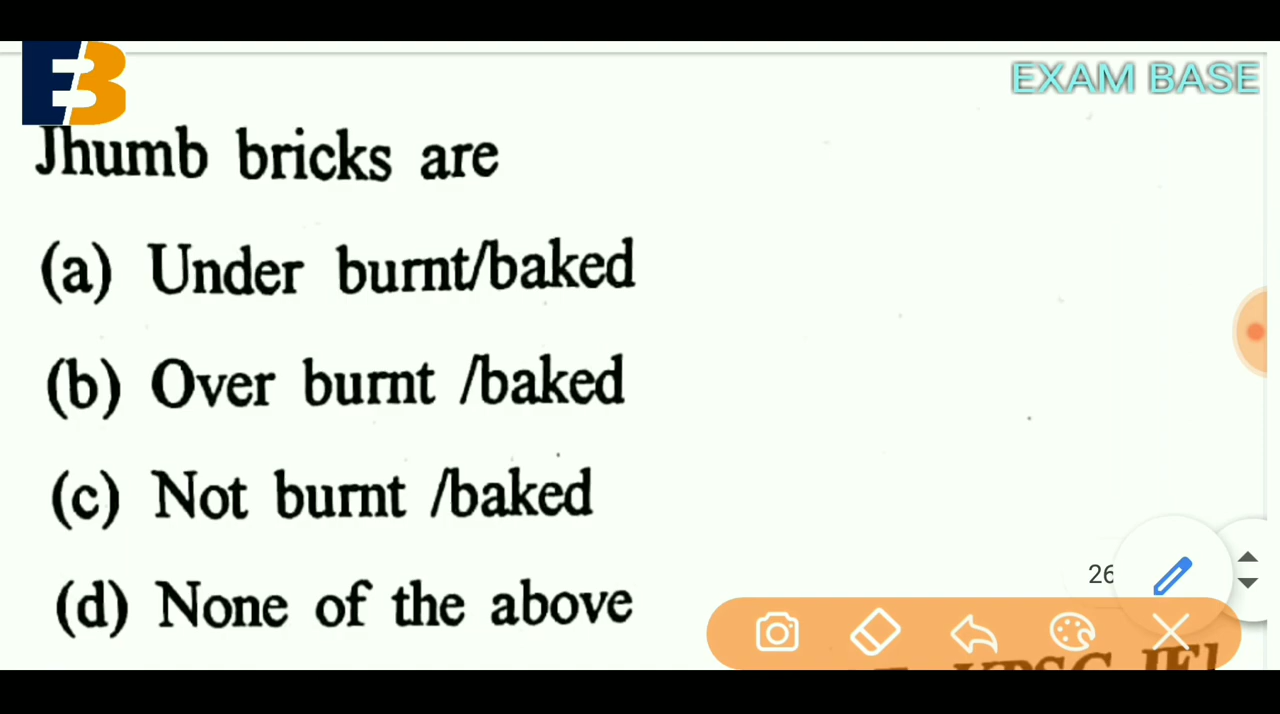 EB
EXAM BASE
Jhumb bricks are
(a) Under burnt/baked
(b) Over burnt /baked
(c) Not burnt /baked
(d) None of the above
26